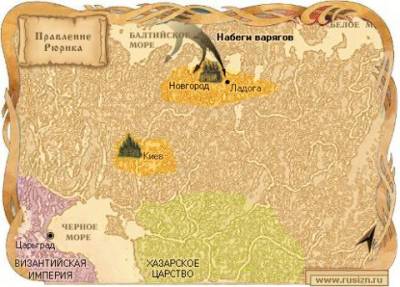 Правление
Рюрика
БАЛТИЙСКОЕ
МОРЕ
Набеги варягов
БЕЛОЕ
МОРЕ
Новгород
Ладога
Киев
ЧЕРНОЕ
МОРЕ
Царьград
ВИЗАНТИЙСКАЯ
ИМПЕРИЯ
ХАЗАРСКОЕ
ЦАРСТВО
www.rusizn.ru